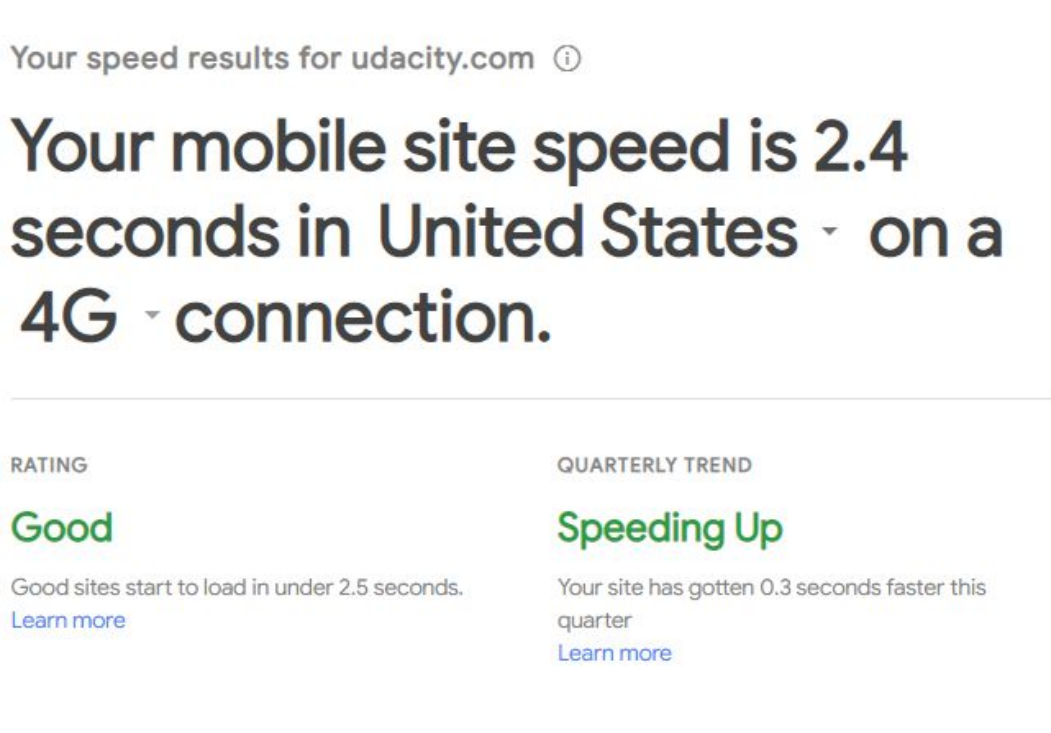 Your speed results for udacity.com
Your mobile site speed is 2.4
seconds in United States on a
4G connection.
RATING
Good
Good sites start to load in under 2.5 seconds.
Learn more
QUARTERLY TREND
Speeding Up
Your site has gotten 0.3 seconds faster this
quarter
Learn more